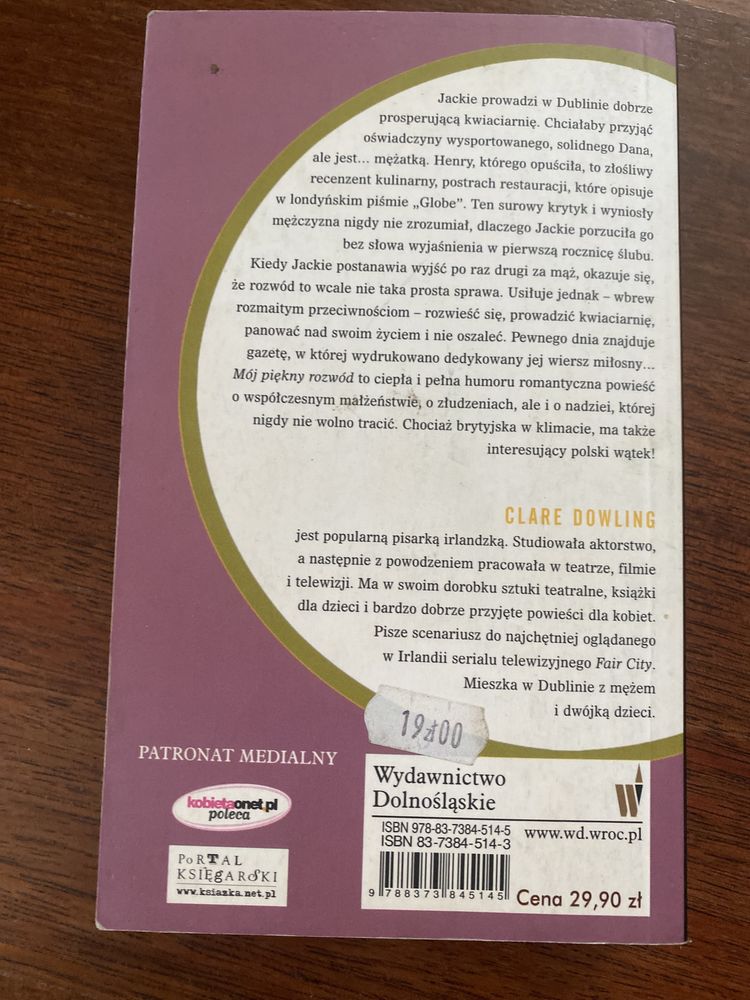 Jackie prowadzi w Dublinie dobrze
prosperującą kwiaciarnię. Chciałaby przyjąć
oświadczyny wysportowanego, solidnego Dana,
ale jest... mężatką. Henry, którego opuściła, to złośliwy
recenzent kulinarny, postrach restauracji, które opisuje
w londyńskim piśmie „Globe”. Ten surowy krytyk i wyniosły
mężczyzna nigdy nie zrozumiał, dlaczego Jackie porzuciła go
bez słowa wyjaśnienia w pierwszą rocznicę ślubu.
Kiedy Jackie postanawia wyjść po raz drugi za mąż, okazuje się,
że rozwód to wcale nie taka prosta sprawa. Usiłuje jednak – wbrew
rozmaitym przeciwnościom – rozwieść się, prowadzić kwiaciarnię,
panować nad swoim życiem i nie oszaleć. Pewnego dnia znajduje
gazetę, w której wydrukowano dedykowany jej wiersz miłosny...
Mój piękny rozwód to ciepła i pełna humoru romantyczna powieść
o współczesnym małżeństwie, o złudzeniach, ale i o nadziei, której
nigdy nie wolno tracić. Chociaż brytyjska w klimacie, ma także
interesujący polski wątek!
CLARE DOWLING
jest popularną pisarką irlandzką. Studiowała aktorstwo,
a następnie z powodzeniem pracowała w teatrze, filmie
i telewizji. Ma w swoim dorobku sztuki teatralne, książki
dla dzieci i bardzo dobrze przyjęte powieści dla kobiet.
Pisze scenariusz do najchętniej oglądanego
w Irlandii serialu telewizyjnego Fair City.
Mieszka w Dublinie z mężem
i dwójką dzieci.
19zł00
PATRONAT MEDIALNY
kobietaonet.pl
poleca
PORTAL
KSIĘGARSKI
www.ksiazka.net.pl
Wydawnictwo
Dolnośląskie
ISBN 978-83-7384-514-5
ISBN 83-7384-514-3
www.wd.wroc.pl
9 788373 845145
Cena 29,90 zł